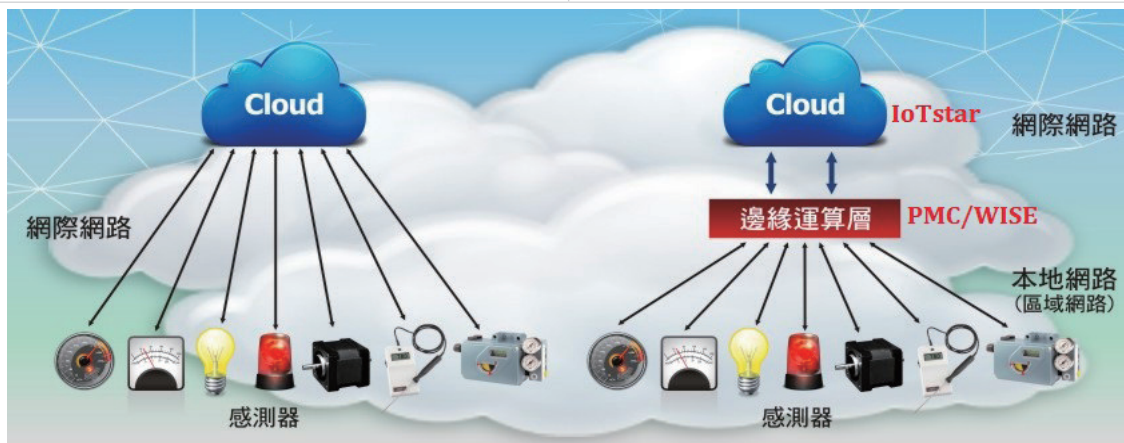 Cloud
網際網路
感測器
Cloud
IoTstar
網際網路
邊緣運算層
PMC/WISE
本地網路
(區域網路)
感測器